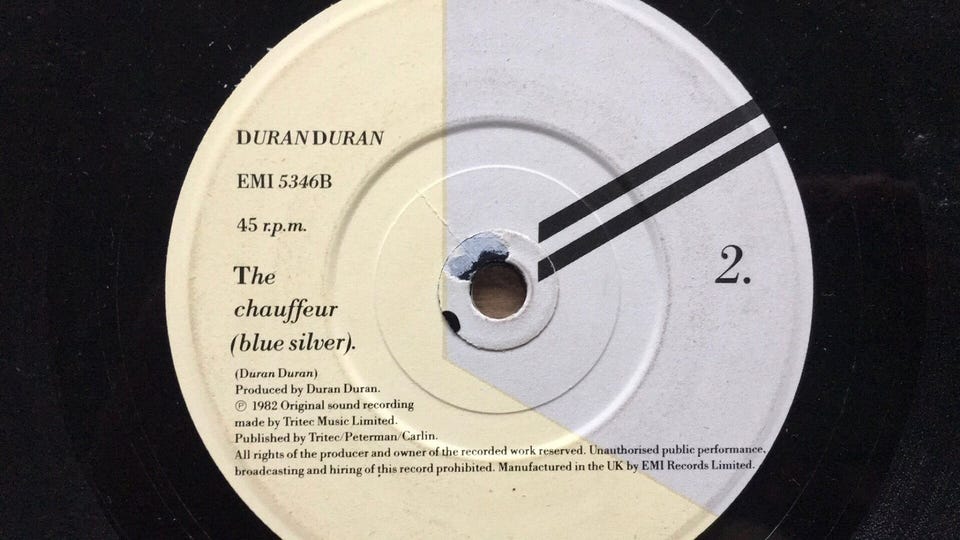 DURAN DURAN
EMI 5346B
45 r.p.m.
The
chauffeur
(blue silver).
(Duran Duran)
Produced by Duran Duran.
℗ 1982 Original sound recording
made by Tritec Music Limited.
Published by Tritec/Peterman/Carlin.
All rights of the producer and owner of the recorded work reserved. Unauthorised public performance,
broadcasting and hiring of this record prohibited. Manufactured in the UK by EMI Records Limited.
2.